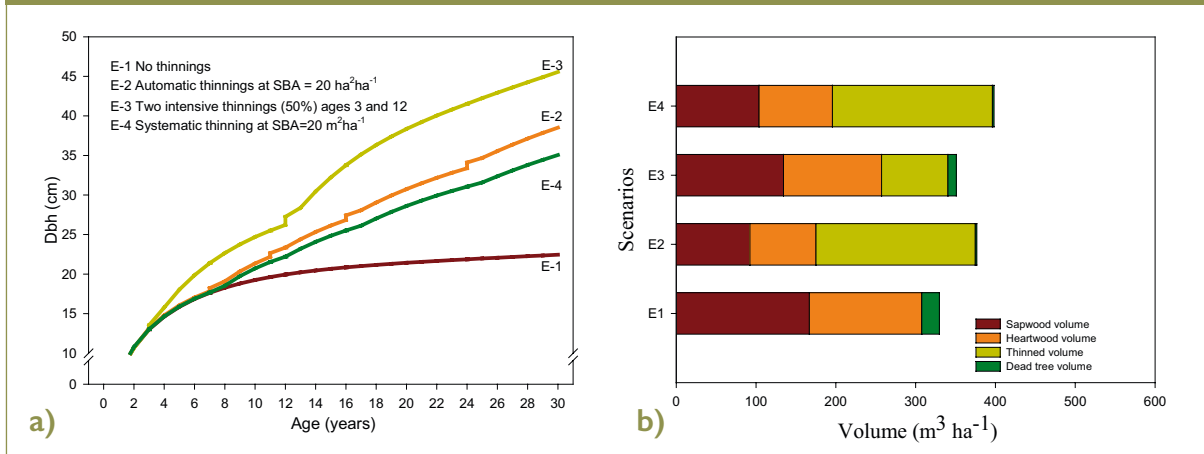 50
45
40
35
30
25
20
15
10
0
Dbh (cm)
E-1 No thinnings
E-2 Automatic thinnings at SBA = 20 ha²ha⁻¹
E-3 Two intensive thinnings (50%) ages 3 and 12
E-4 Systematic thinning at SBA=20 m²ha⁻¹
E-3
E-2
E-4
E-1
0 2 4 6 8 10 12 14 16 18 20 22 24 26 28 30
Age (years)
a)
Scenarios
E4
E3
E2
E1
Sapwood volume
Heartwood volume
Thinned volume
Dead tree volume
0 100 200 300 400 500 600
Volume (m³ ha⁻¹)
b)